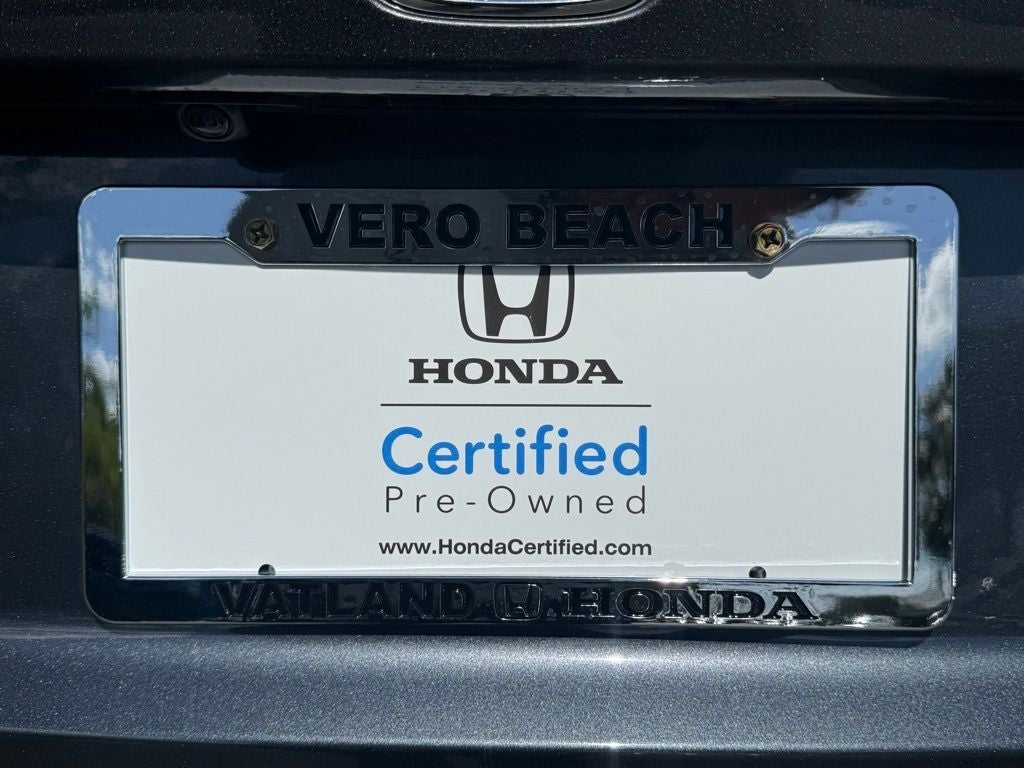 VERO BEACH
HONDA
Certified
Pre-Owned
www.HondaCertified.com
VATLAND HONDA